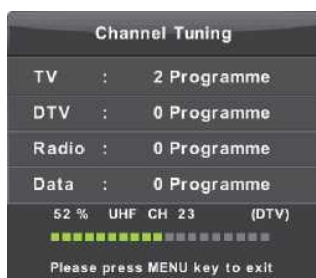 Channel Tuning
TV : 2 Programme
DTV : 0 Programme
Radio : 0 Programme
Data : 0 Programme
52 % UHF CH 23 (DTV)
Please press MENU key to exit